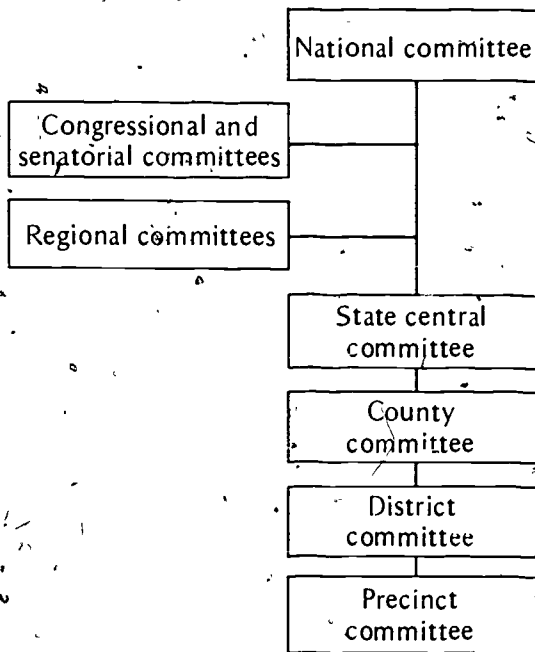 National committee
Congressional and
senatorial committees
Regional committees
State central
committee
County
committee
District
committee
Precinct
committee